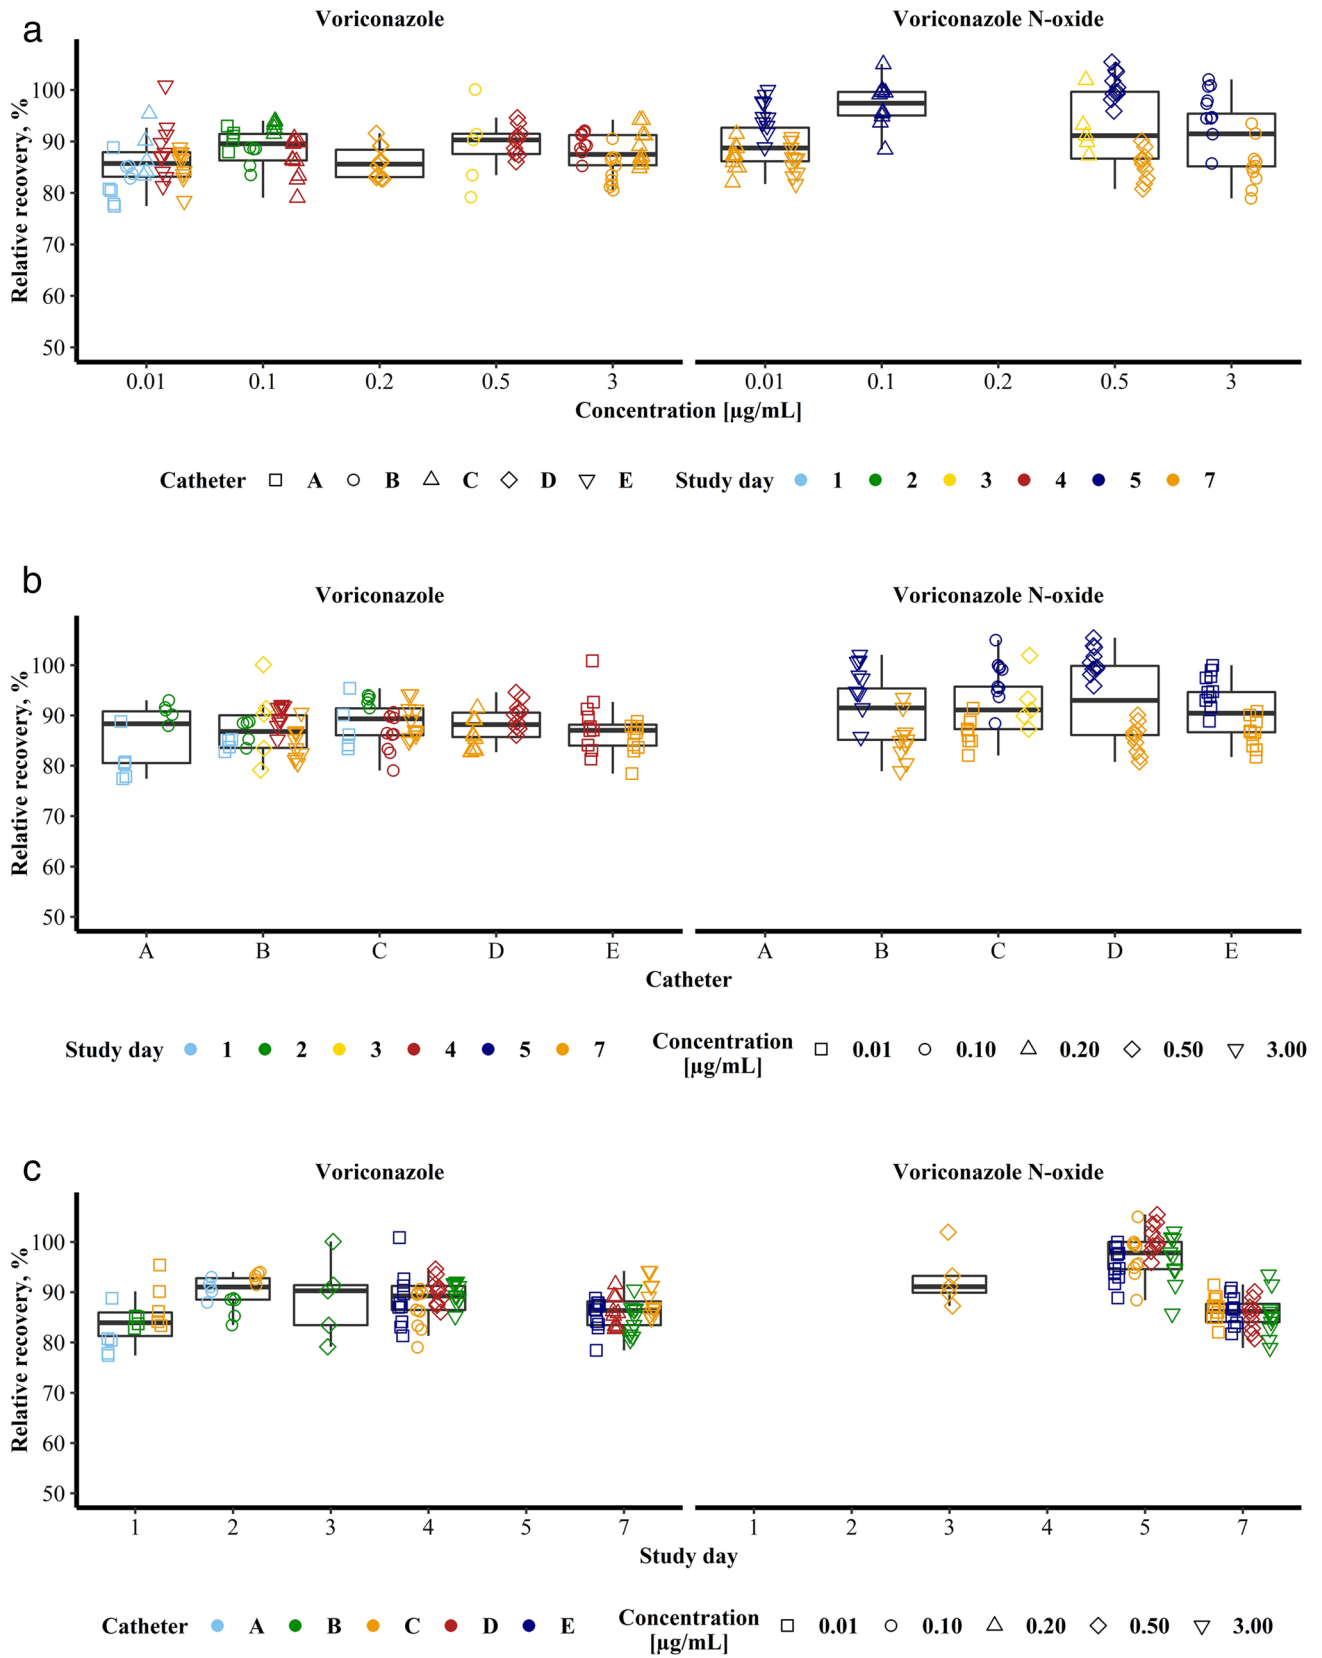 a
Voriconazole
Voriconazole N-oxide
Relative recovery, %
100
90
80
70
60
50
0.01 0.1 0.2 0.5 3
0.01 0.1 0.2 0.5 3
Concentration [µg/mL]
Catheter A B C D E Study day 1 2 3 4 5 7
b
Voriconazole
Voriconazole N-oxide
Relative recovery, %
100
90
80
70
60
50
A B C D E
A B C D E
Catheter
Study day 1 2 3 4 5 7
Concentration
[µg/mL]
0.01 0.10 0.20 0.50 3.00
c
Voriconazole
Voriconazole N-oxide
Relative recovery, %
100
90
80
70
60
50
1 2 3 4 5 7
1 2 3 4 5 7
Study day
Catheter A B C D E
Concentration
[µg/mL]
0.01 0.10 0.20 0.50 3.00